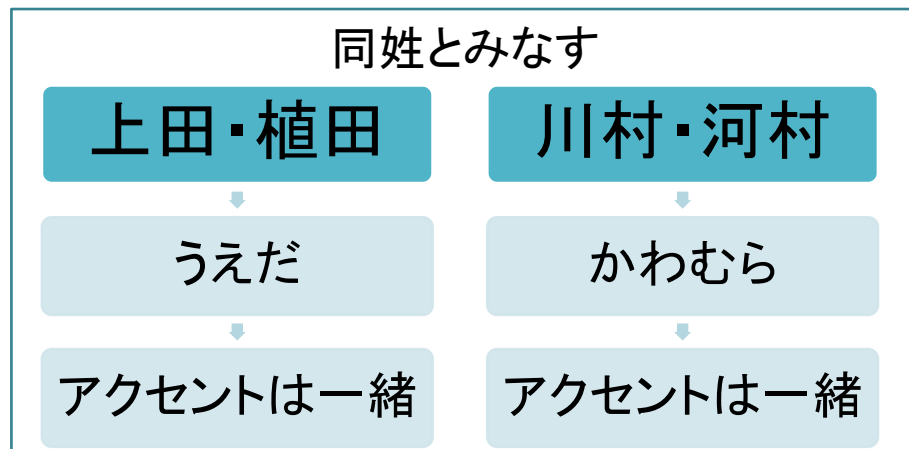 同姓とみなす
上田・植田
うえだ
アクセントは一緒
川村・河村
かわむら
アクセントは一緒